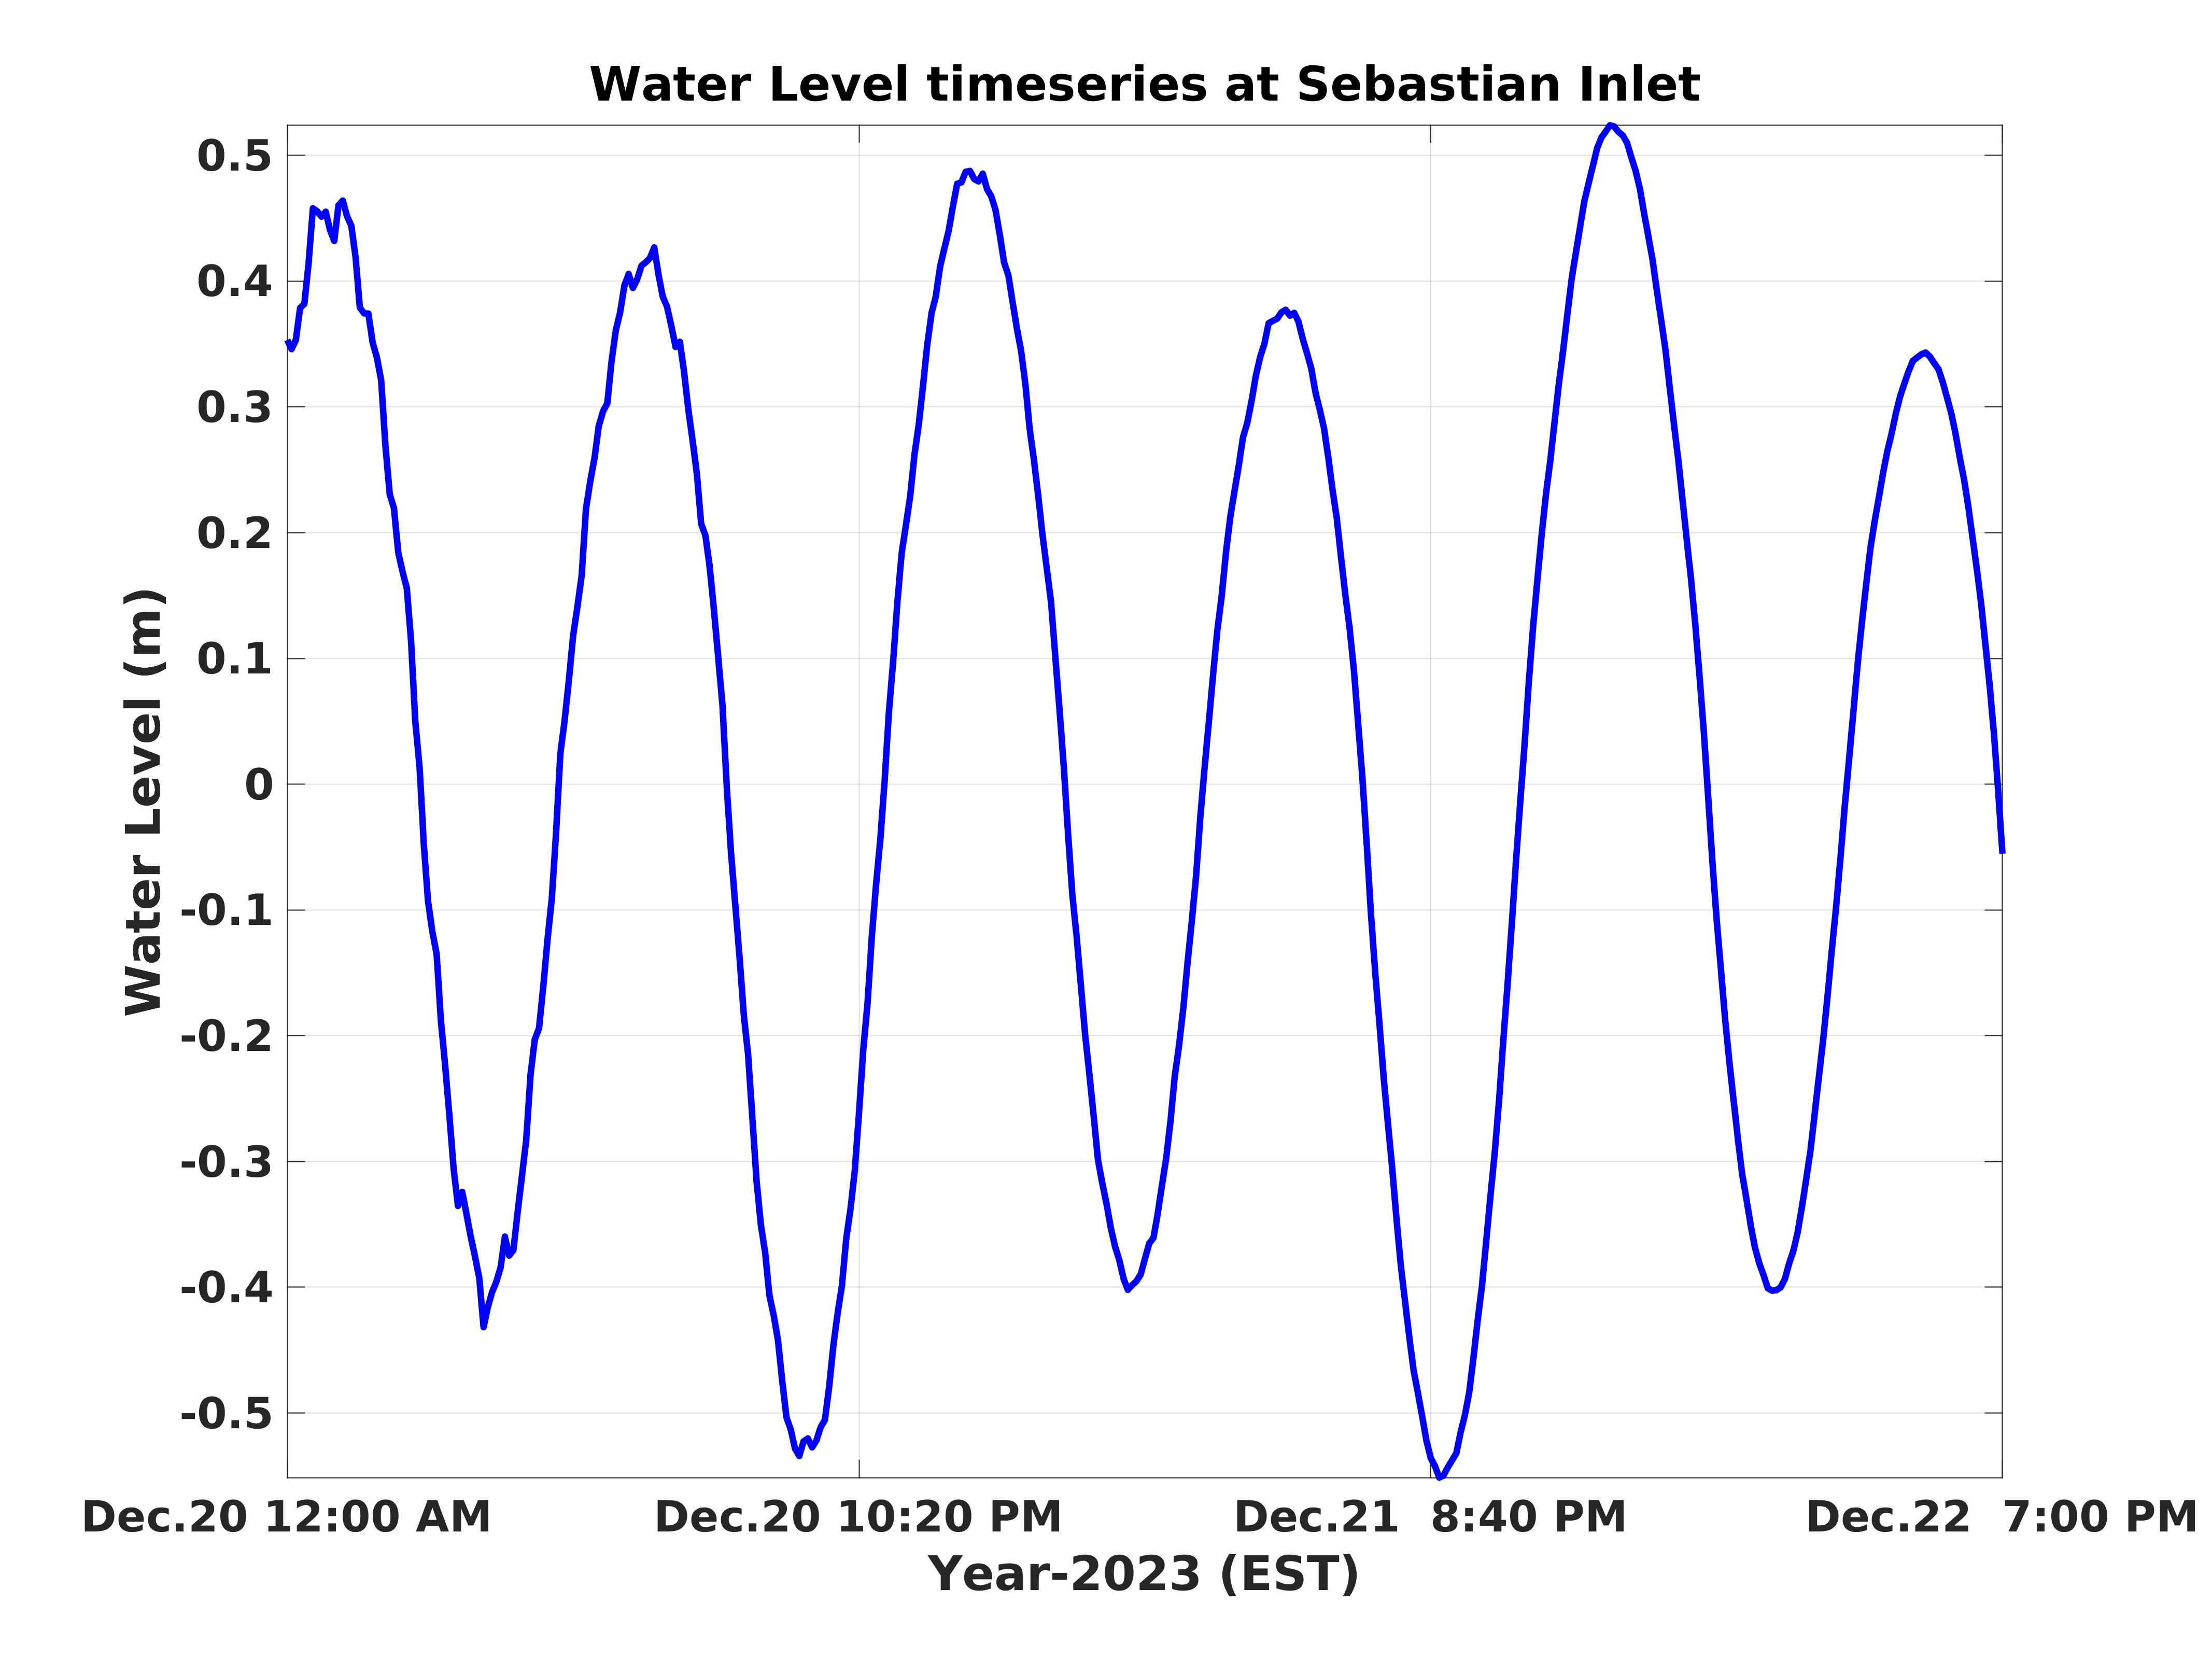 Water Level timeseries at Sebastian Inlet
0.5
0.4
0.3
0.2
0.1
0
-0.1
-0.2
-0.3
-0.4
-0.5
Water Level (m)
Dec.20 12:00 AM
Dec.20 10:20 PM
Dec.21  8:40 PM
Dec.22  7:00 PM
Year-2023 (EST)